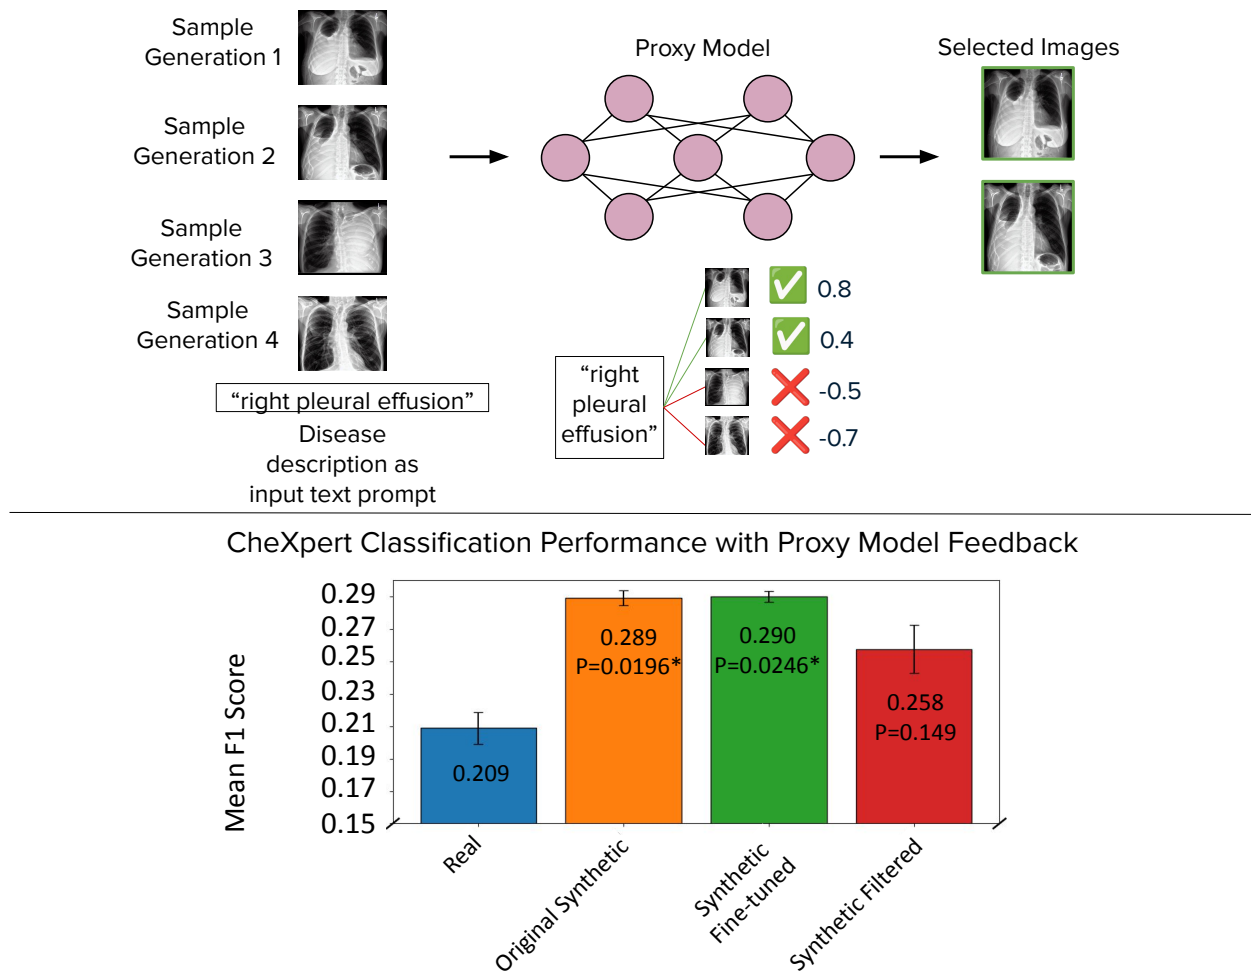 Sample
Generation 1
Sample
Generation 2
Sample
Generation 3
Sample
Generation 4
“right pleural effusion”
Disease
description as
input text prompt
Proxy Model
Selected Images
“right
pleural
effusion”
0.8
0.4
-0.5
-0.7
CheXpert Classification Performance with Proxy Model Feedback
Mean F1 Score
0.29
0.27
0.25
0.23
0.21
0.19
0.17
0.15
0.209
0.289
P=0.0196*
0.290
P=0.0246*
0.258
P=0.149
Real
Original Synthetic
Synthetic
Fine-tuned
Synthetic Filtered